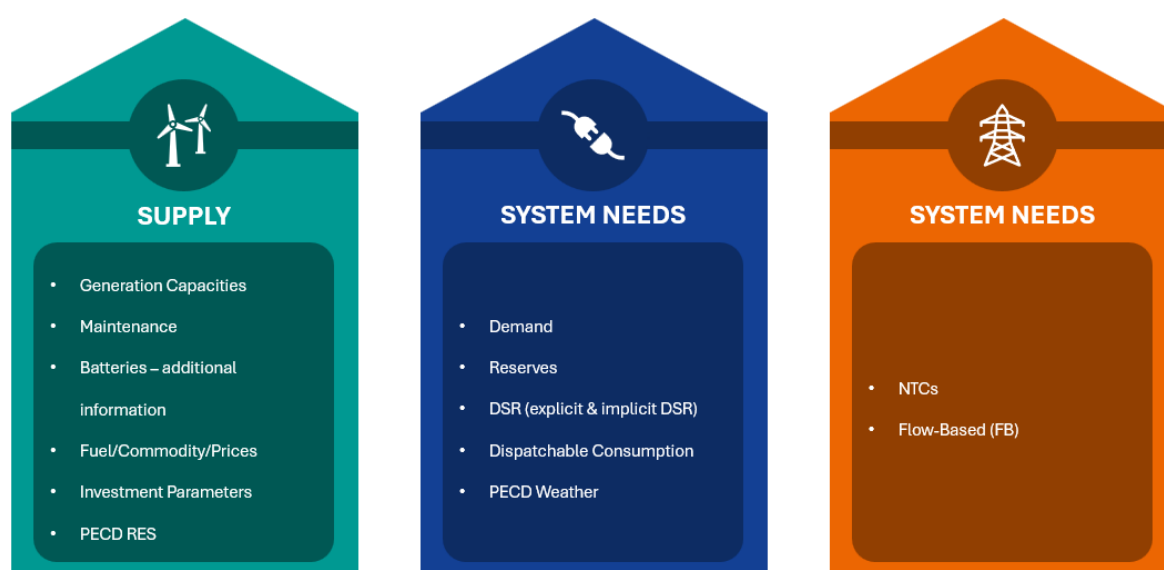 SUPPLY
• Generation Capacities
• Maintenance
• Batteries – additional
information
• Fuel/Commodity/Prices
• Investment Parameters
• PECD RES
SYSTEM NEEDS
• Demand
• Reserves
• DSR (explicit & implicit DSR)
• Dispatchable Consumption
• PECD Weather
SYSTEM NEEDS
• NTCs
• Flow-Based (FB)